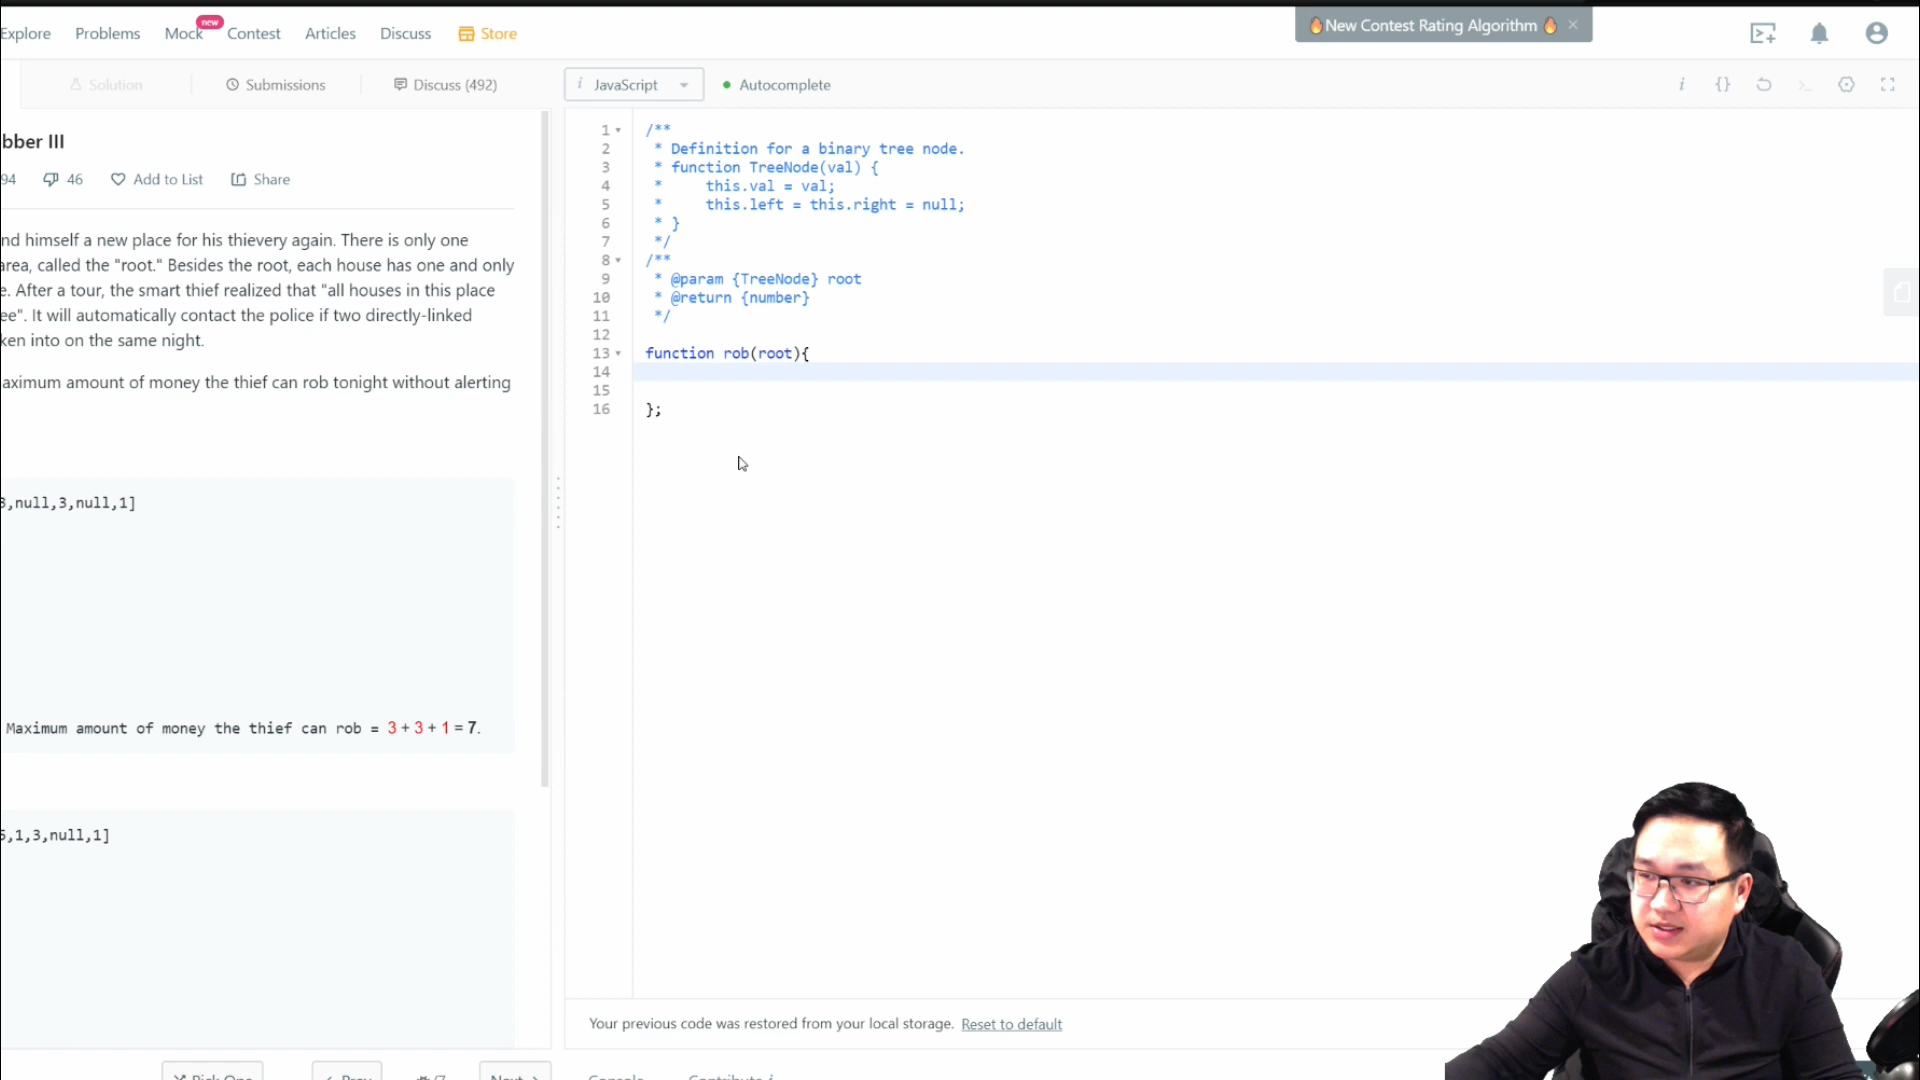 Explore Problems Mock new Contest Articles Discuss Store
🔥New Contest Rating Algorithm 🔥 ×
Solution Submissions Discuss (492)
i JavaScript Autocomplete
bber III
94 46 Add to List Share
nd himself a new place for his thievery again. There is only one
area, called the "root." Besides the root, each house has one and only
e. After a tour, the smart thief realized that "all houses in this place
ee". It will automatically contact the police if two directly-linked
ken into on the same night.
aximum amount of money the thief can rob tonight without alerting
3,null,3,null,1]
Maximum amount of money the thief can rob = 3 + 3 + 1 = 7.
5,1,3,null,1]
1 /**
2 * Definition for a binary tree node.
3 * function TreeNode(val) {
4 *     this.val = val;
5 *     this.left = this.right = null;
6 * }
7 */
8 /**
9 * @param {TreeNode} root
10 * @return {number}
11 */
12
13 function rob(root){
14
15
16 };
Your previous code was restored from your local storage. Reset to default
Pick One < Prev Next > Console Contribute i